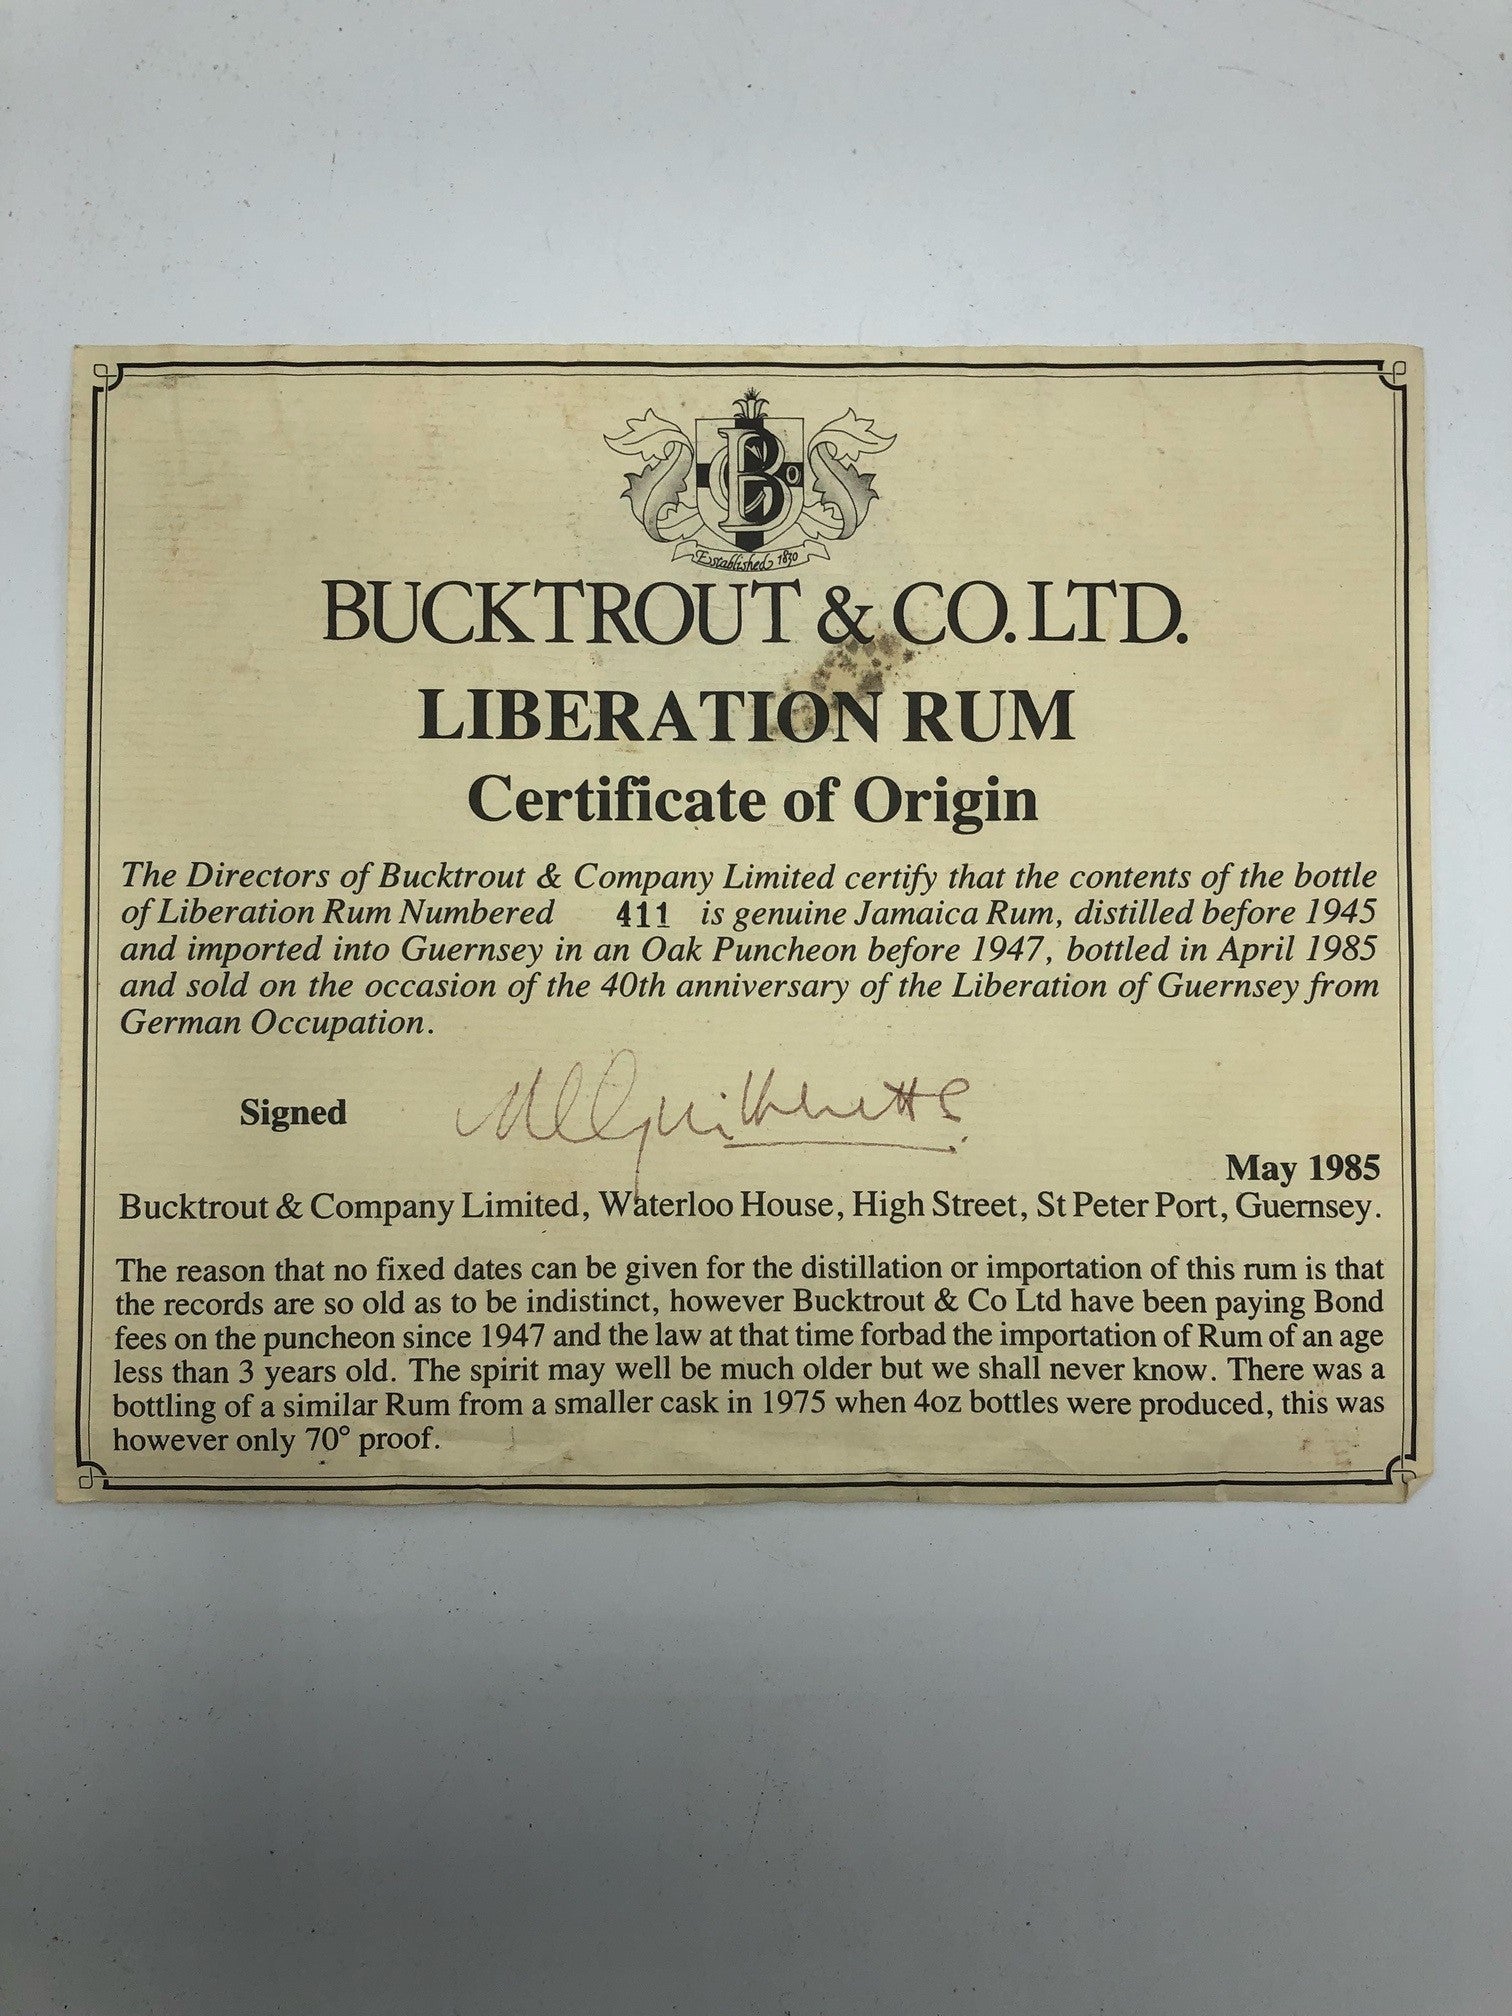 BCo
Established 1830
BUCKTROUT & CO. LTD.
LIBERATION RUM
Certificate of Origin
The Directors of Bucktrout & Company Limited certify that the contents of the bottle
of Liberation Rum Numbered 411 is genuine Jamaica Rum, distilled before 1945
and imported into Guernsey in an Oak Puncheon before 1947, bottled in April 1985
and sold on the occasion of the 40th anniversary of the Liberation of Guernsey from
German Occupation.
Signed
May 1985
Bucktrout & Company Limited, Waterloo House, High Street, St Peter Port, Guernsey.
The reason that no fixed dates can be given for the distillation or importation of this rum is that
the records are so old as to be indistinct, however Bucktrout & Co Ltd have been paying Bond
fees on the puncheon since 1947 and the law at that time forbad the importation of Rum of an age
less than 3 years old. The spirit may well be much older but we shall never know. There was a
bottling of a similar Rum from a smaller cask in 1975 when 4oz bottles were produced, this was
however only 70° proof.